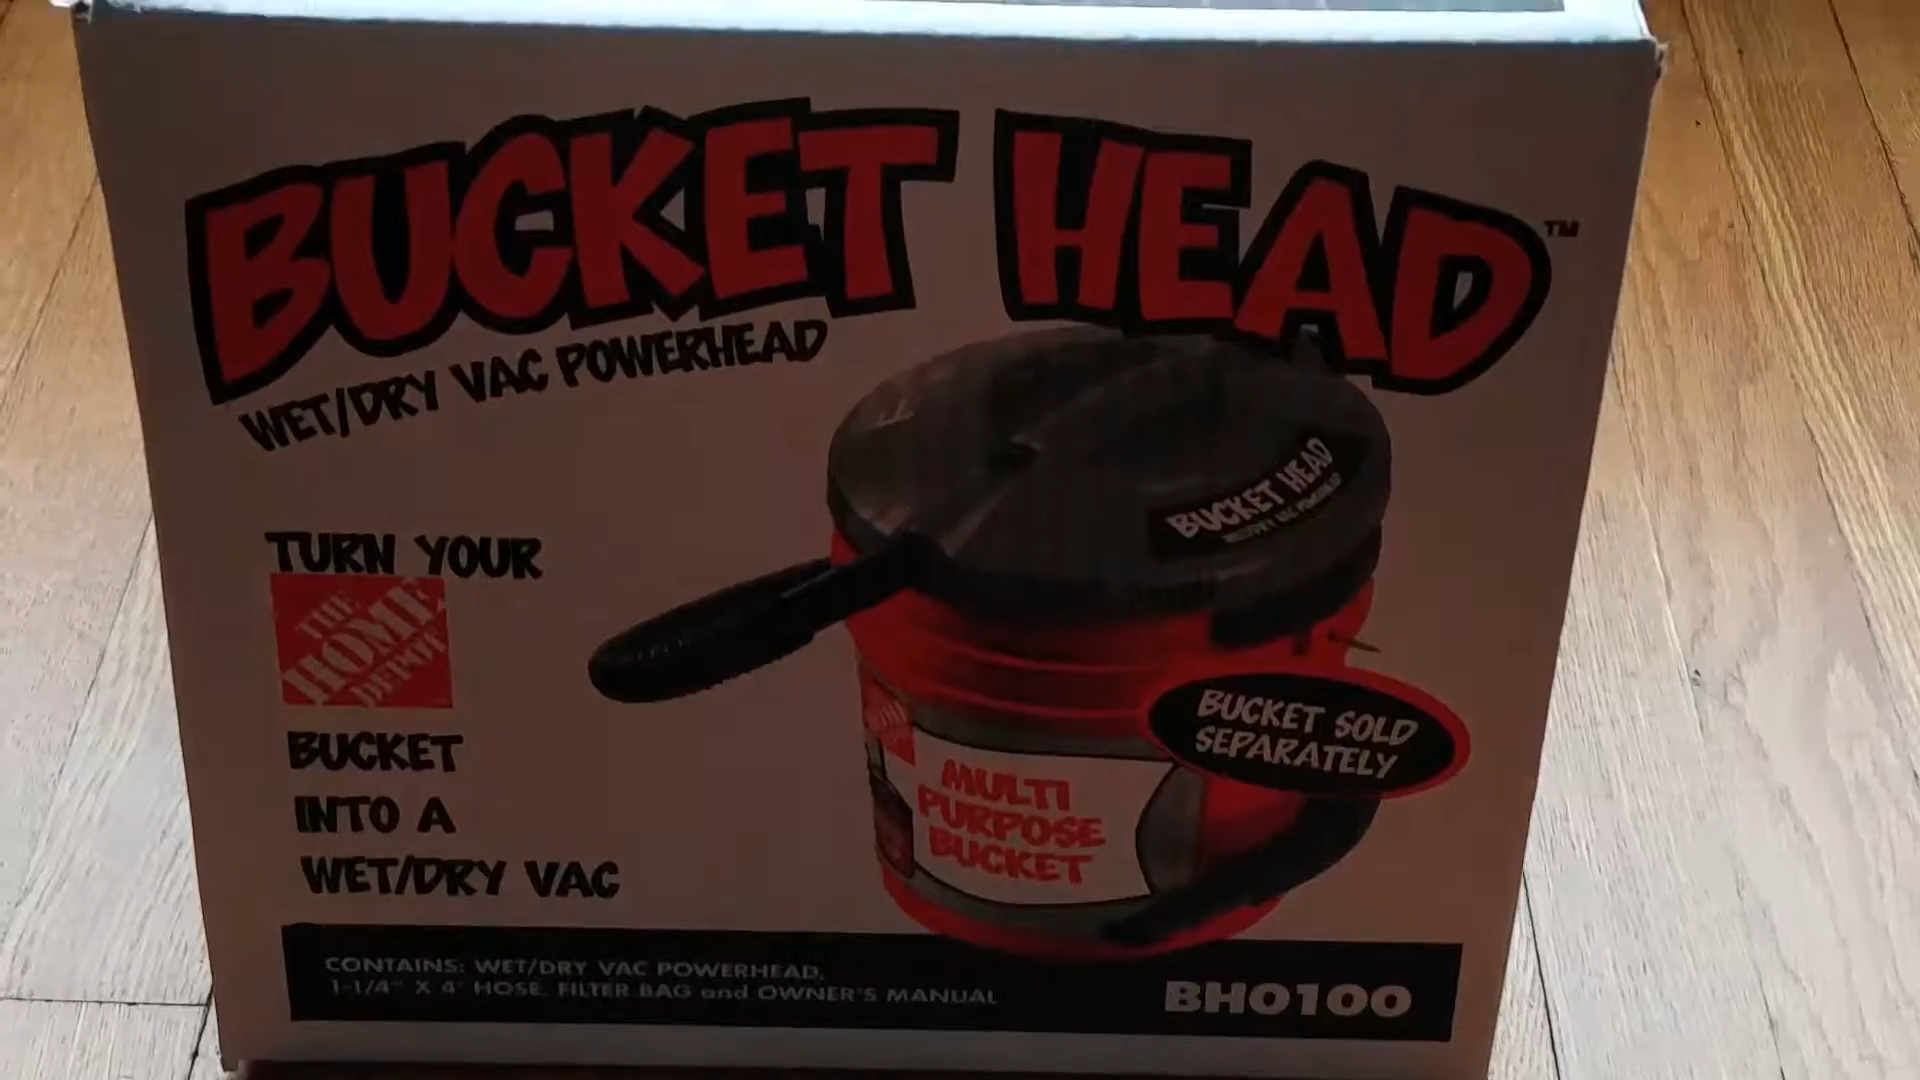 BUCKET HEAD™
WET/DRY VAC POWERHEAD
BUCKET HEAD
TURN YOUR
THE
HOME
DEPOT
BUCKET
INTO A
WET/DRY VAC
BUCKET SOLD
SEPARATELY
MULTI
PURPOSE
BUCKET
CONTAINS: WET/DRY VAC POWERHEAD,
1-1/4" X 4' HOSE, FILTER BAG and OWNER'S MANUAL
BH0100